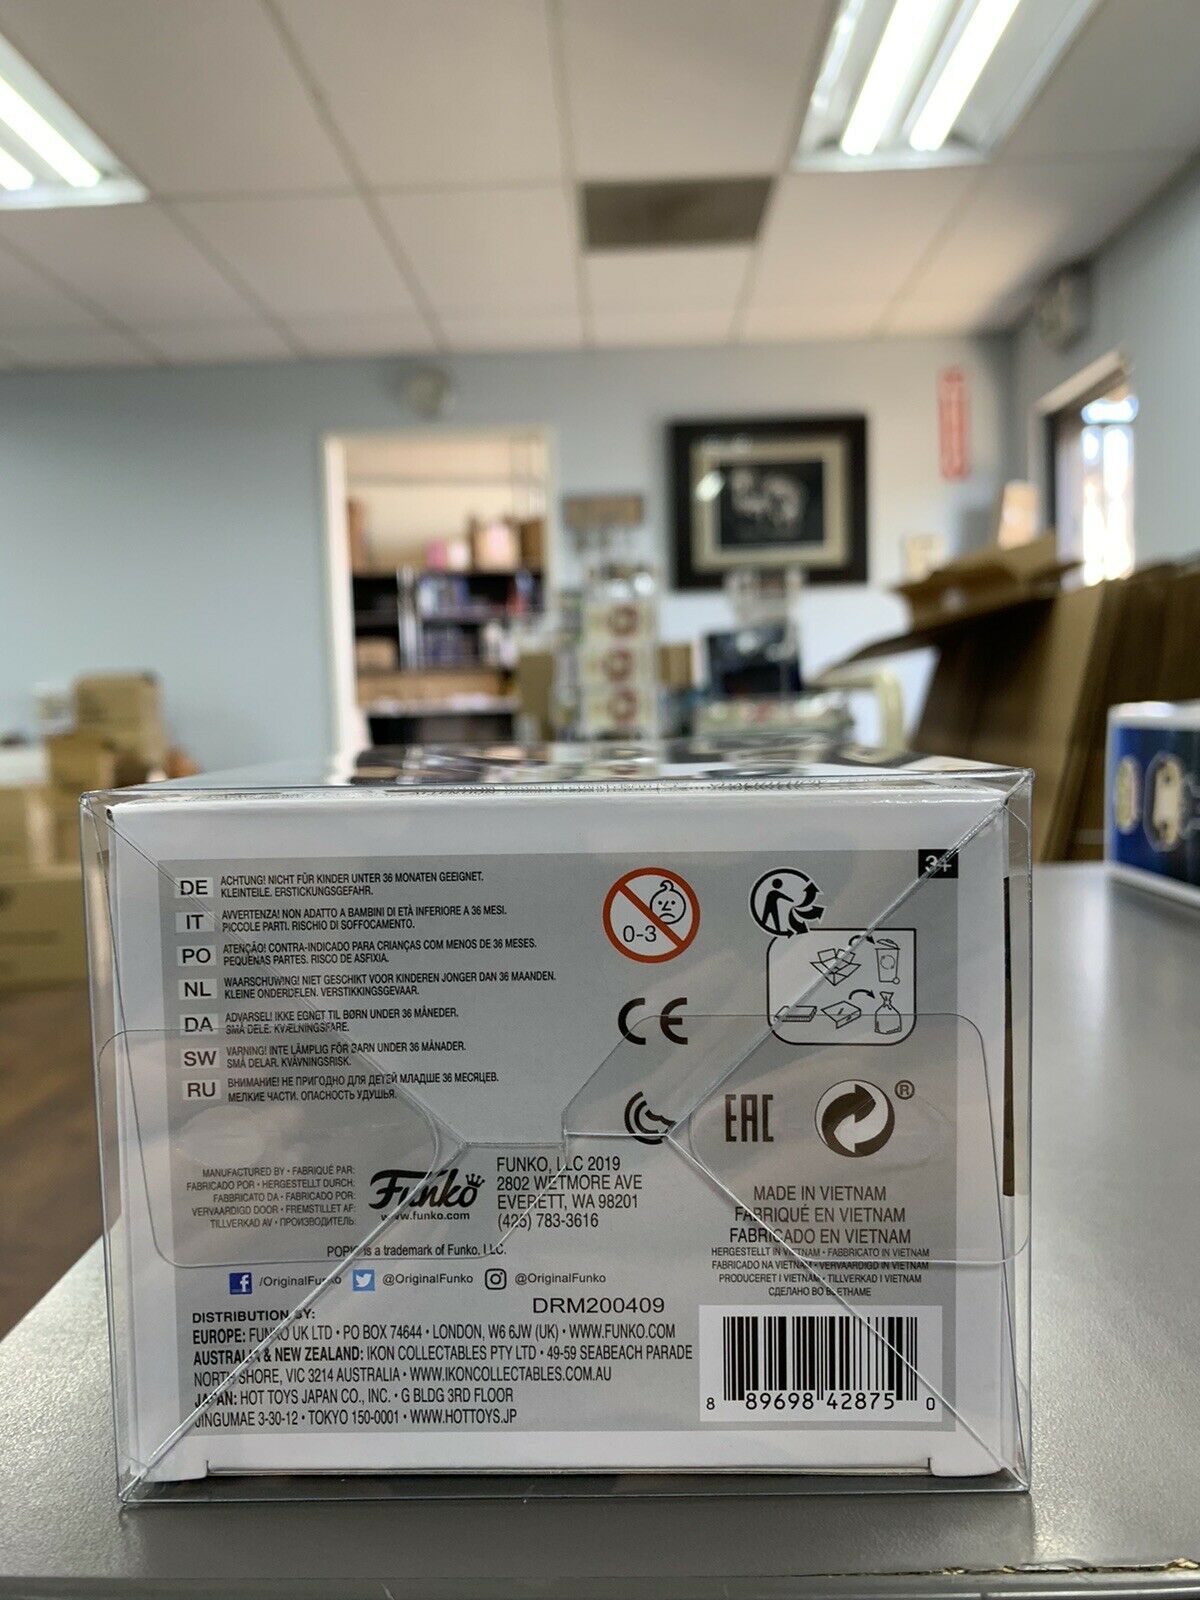 3+
DE ACHTUNG! NICHT FÜR KINDER UNTER 36 MONATEN GEEIGNET.
KLEINTEILE. ERSTICKUNGSGEFAHR.
IT AVVERTENZA! NON ADATTO A BAMBINI DI ETÀ INFERIORE A 36 MESI.
PICCOLE PARTI. RISCHIO DI SOFFOCAMENTO.
PO ATENÇÃO! CONTRA-INDICADO PARA CRIANÇAS COM MENOS DE 36 MESES.
PEQUENAS PARTES. RISCO DE ASFIXIA.
NL WAARSCHUWING! NIET GESCHIKT VOOR KINDEREN JONGER DAN 36 MAANDEN.
KLEINE ONDERDELEN. VERSTIKKINGSGEVAAR.
DA ADVARSEL! IKKE EGNET TIL BØRN UNDER 36 MÅNEDER.
SMÅ DELE. KVÆLNINGSFARE.
SW VARNING! INTE LÄMPLIG FÖR BARN UNDER 36 MÅNADER.
SMÅ DELAR. KVÄVNINGSRISK.
RU ВНИМАНИЕ! НЕ ПРИГОДНО ДЛЯ ДЕТЕЙ МЛАДШЕ 36 МЕСЯЦЕВ.
МЕЛКИЕ ЧАСТИ. ОПАСНОСТЬ УДУШЬЯ.
0-3
CE
EAC
®
MANUFACTURED BY • FABRIQUÉ PAR:
FABRICADO POR • HERGESTELLT DURCH:
FABBRICATO DA • FABRICADO POR:
VERVAARDIGD DOOR • FREMSTILLET AF:
TILLVERKAD AV • ПРОИЗВОДИТЕЛЬ:
Funko
www.funko.com
FUNKO, LLC 2019
2802 WETMORE AVE
EVERETT, WA 98201
(425) 783-3616
POP!® is a trademark of Funko, LLC.
/OriginalFunko @OriginalFunko @OriginalFunko
MADE IN VIETNAM
FABRIQUÉ EN VIETNAM
FABRICADO EN VIETNAM
HERGESTELLT IN VIETNAM • FABBRICATO IN VIETNAM
FABRICADO NA VIETNAM • VERVAARDIGD IN VIETNAM
PRODUCERET I VIETNAM • TILLVERKAD I VIETNAM
СДЕЛАНО ВО ВЬЕТНАМЕ
DRM200409
DISTRIBUTION BY:
EUROPE: FUNKO UK LTD • PO BOX 74644 • LONDON, W6 6JW (UK) • WWW.FUNKO.COM
AUSTRALIA & NEW ZEALAND: IKON COLLECTABLES PTY LTD • 49-59 SEABEACH PARADE
NORTH SHORE, VIC 3214 AUSTRALIA • WWW.IKONCOLLECTABLES.COM.AU
JAPAN: HOT TOYS JAPAN CO., INC. • G BLDG 3RD FLOOR
JINGUMAE 3-30-12 • TOKYO 150-0001 • WWW.HOTTOYS.JP
8 89698 42875 0